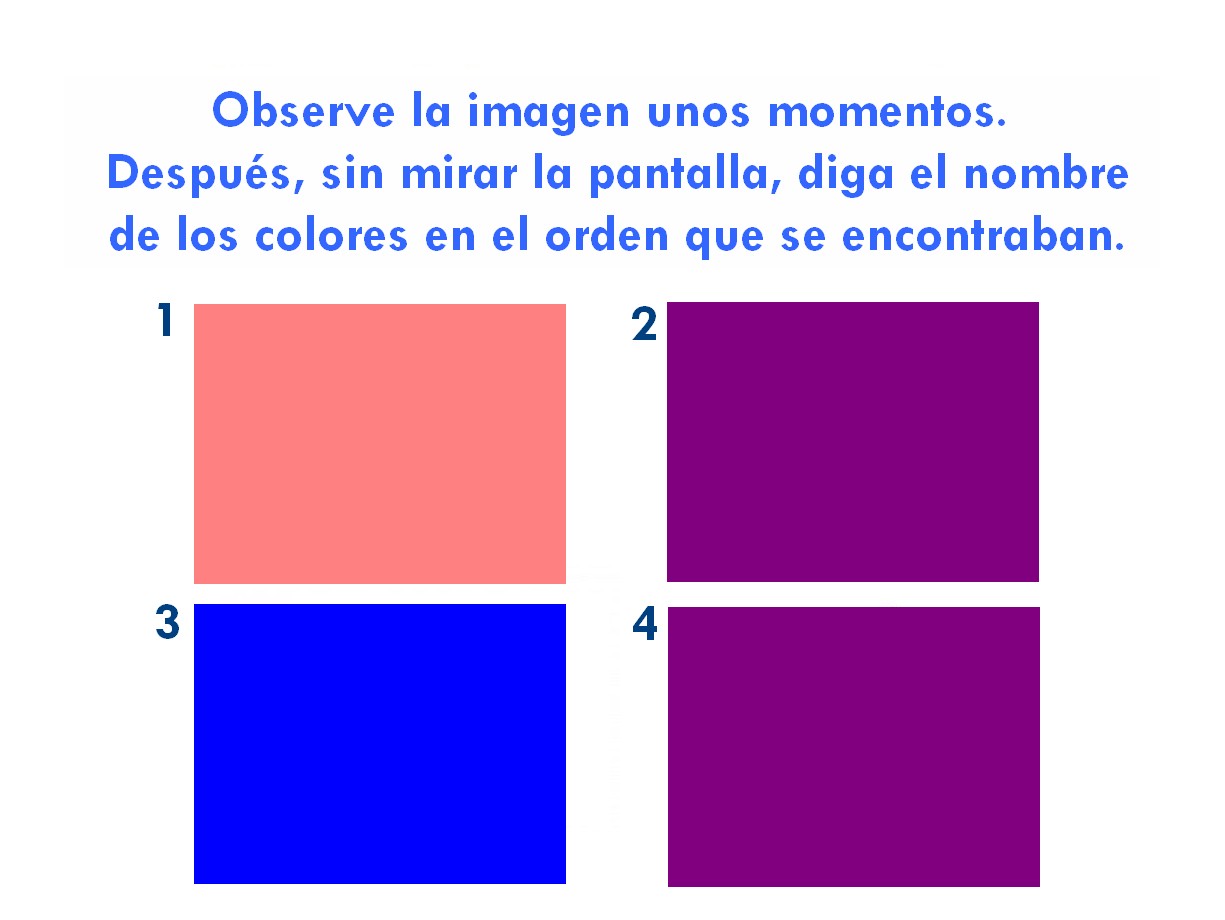 Observe la imagen unos momentos.
Después, sin mirar la pantalla, diga el nombre
de los colores en el orden que se encontraban.
1
2
3
4